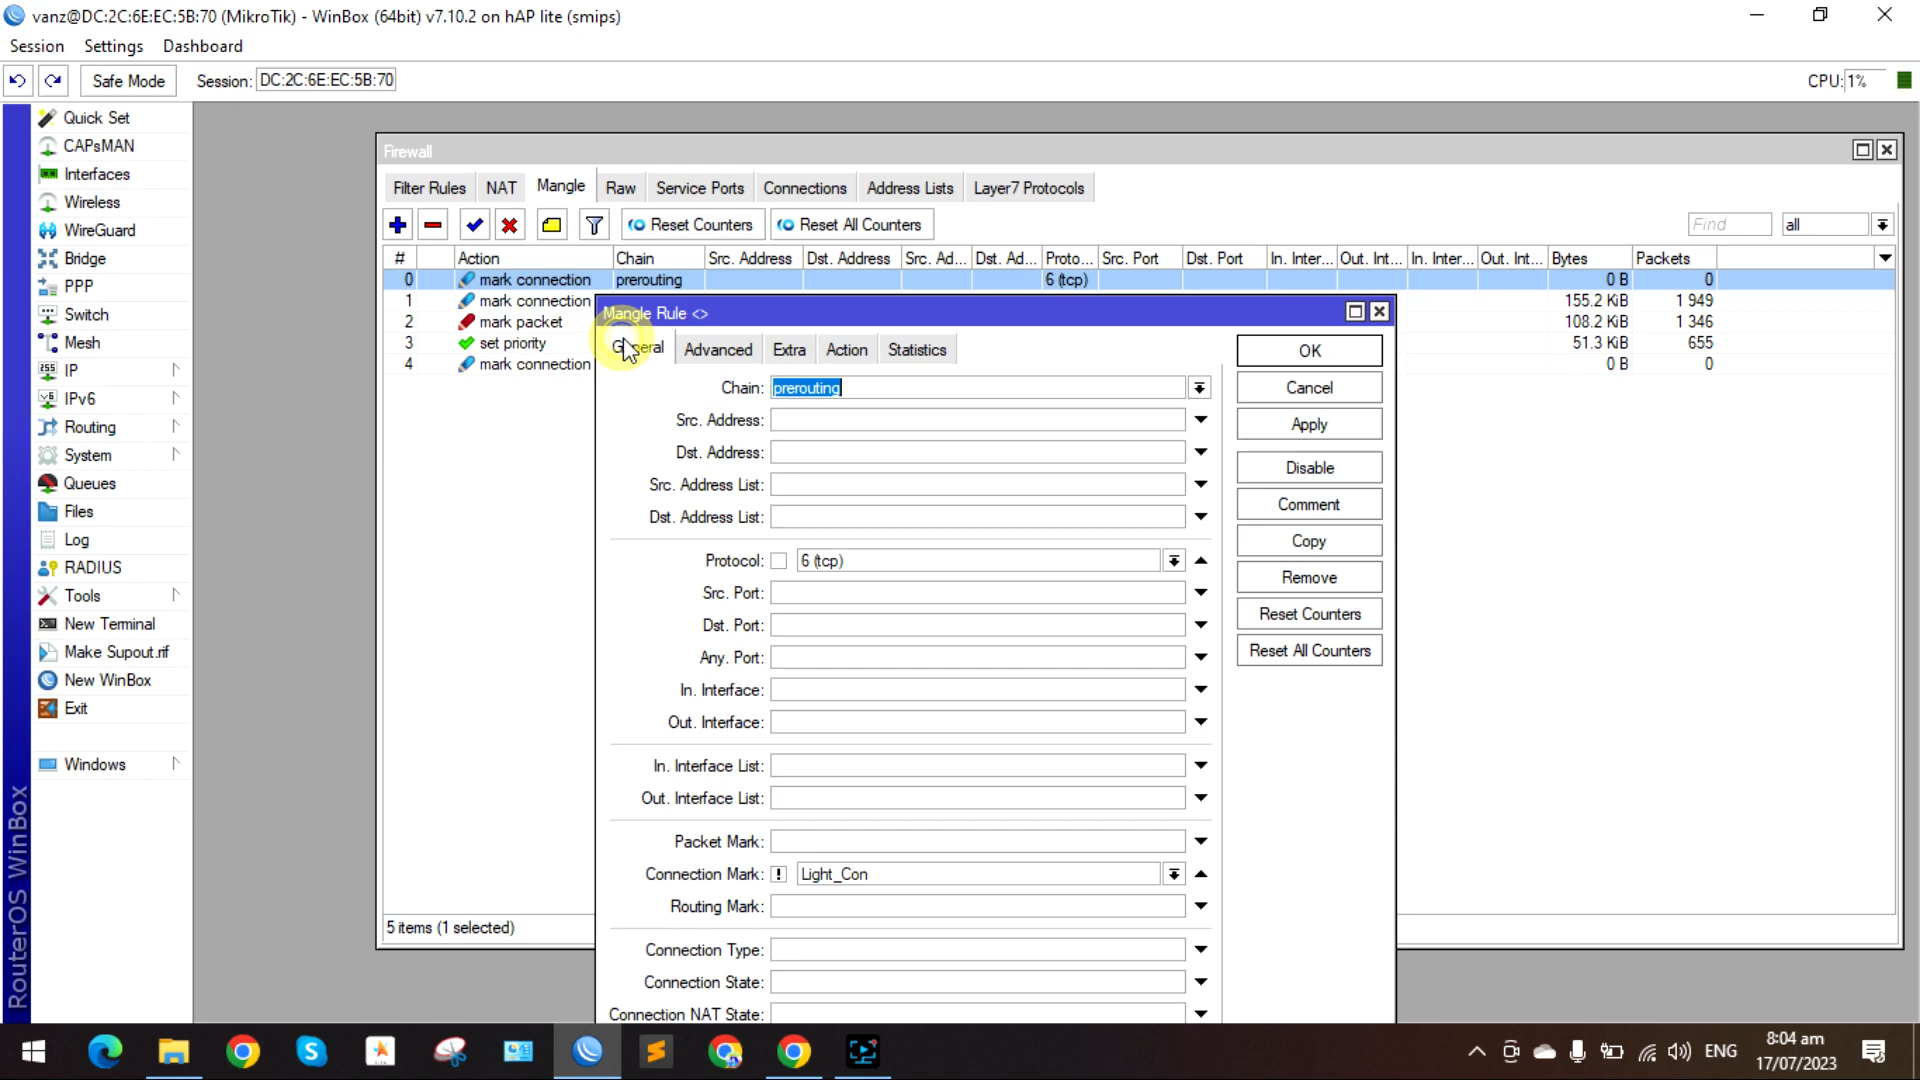 vanz@DC:2C:6E:EC:5B:70 (MikroTik) - WinBox (64bit) v7.10.2 on hAP lite (smips)
Session Settings Dashboard
Safe Mode Session: DC:2C:6E:EC:5B:70 CPU: 1%
Quick Set
CAPsMAN
Interfaces
Wireless
WireGuard
Bridge
PPP
Switch
Mesh
IP
IPv6
Routing
System
Queues
Files
Log
RADIUS
Tools
New Terminal
Make Supout.rif
New WinBox
Exit
Windows
RouterOS WinBox
Firewall
Filter Rules NAT Mangle Raw Service Ports Connections Address Lists Layer7 Protocols
Reset Counters Reset All Counters Find all
# Action Chain Src. Address Dst. Address Src. Ad... Dst. Ad... Proto... Src. Port Dst. Port In. Inter... Out. Int... In. Inter... Out. Int... Bytes Packets
0 mark connection prerouting 6 (tcp) 0 B 0
1 mark connection 155.2 KiB 1 949
2 mark packet 108.2 KiB 1 346
3 set priority 51.3 KiB 655
4 mark connection 0 B 0
5 items (1 selected)
Mangle Rule <>
General Advanced Extra Action Statistics
Chain: prerouting
Src. Address:
Dst. Address:
Src. Address List:
Dst. Address List:
Protocol: 6 (tcp)
Src. Port:
Dst. Port:
Any. Port:
In. Interface:
Out. Interface:
In. Interface List:
Out. Interface List:
Packet Mark:
Connection Mark: ! Light_Con
Routing Mark:
Connection Type:
Connection State:
Connection NAT State:
OK
Cancel
Apply
Disable
Comment
Copy
Remove
Reset Counters
Reset All Counters
ENG
8:04 am
17/07/2023